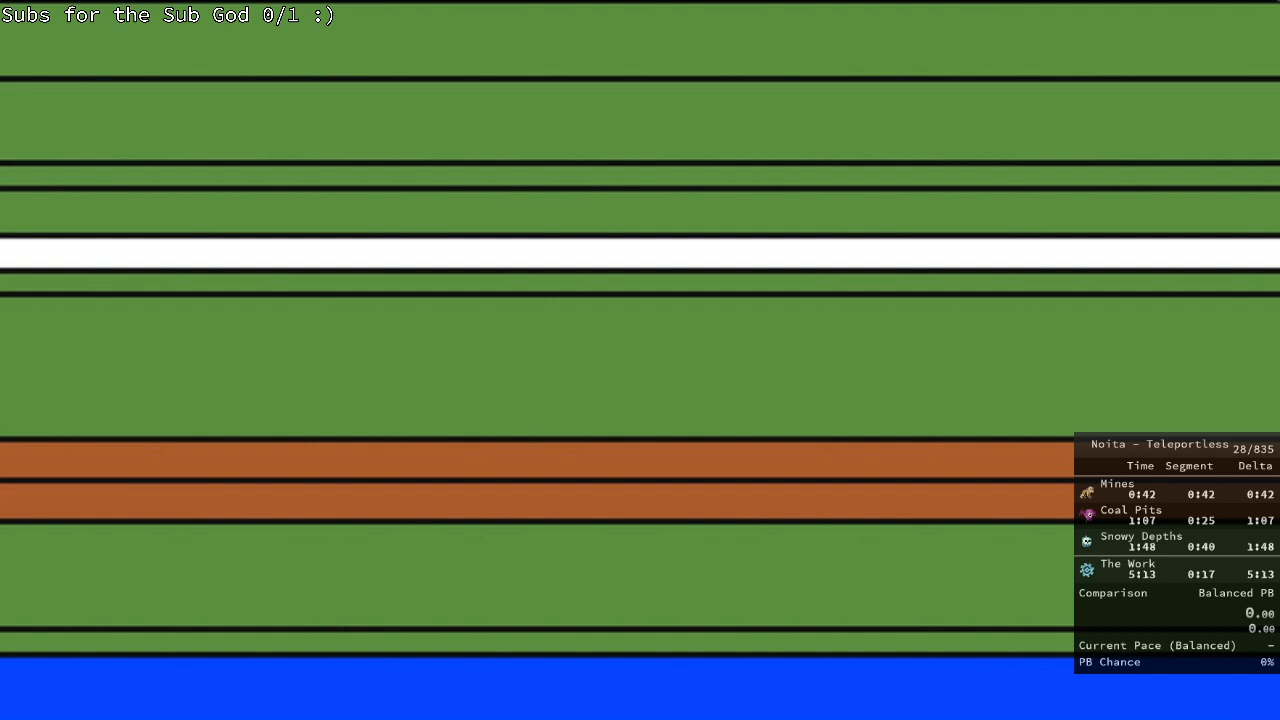 Subs for the Sub God 0/1 :)
Noita - Teleportless 28/835
Time Segment Delta
Mines
0:42 0:42 0:42
Coal Pits
1:07 0:25 1:07
Snowy Depths
1:48 0:40 1:48
The Work
5:13 0:17 5:13
Comparison Balanced PB
0.00
0.00
Current Pace (Balanced) -
PB Chance 0%